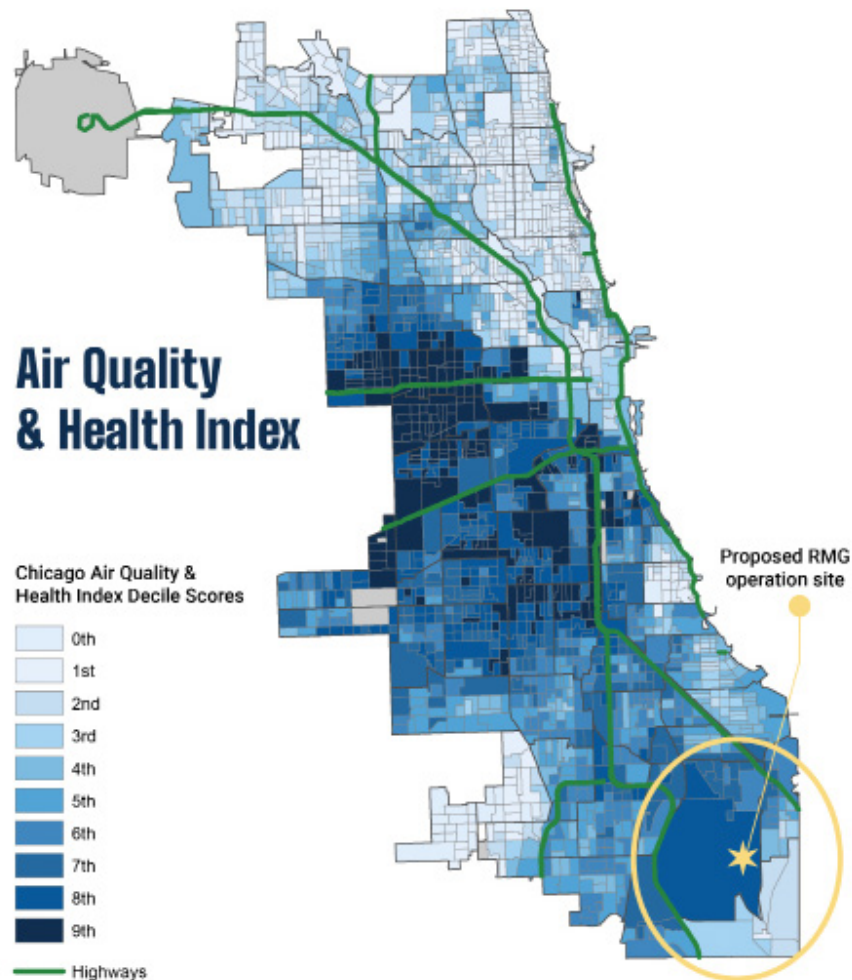 Air Quality
& Health Index
Proposed RMG
operation site
Chicago Air Quality &
Health Index Decile Scores
0th
1st
2nd
3rd
4th
5th
6th
7th
8th
9th
Highways